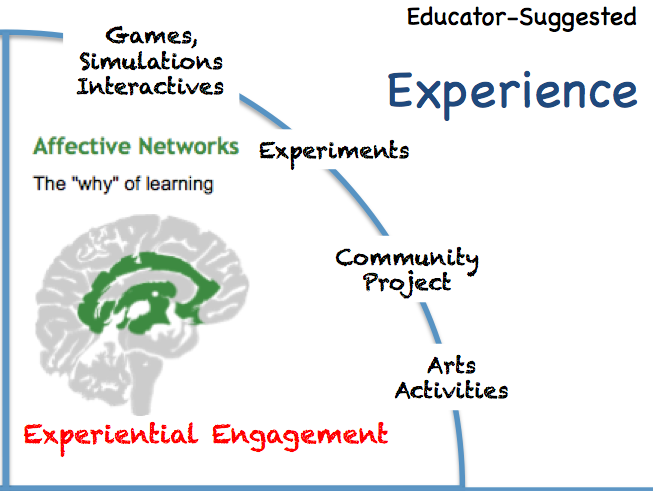 Educator-Suggested
Experience
Games,
Simulations
Interactives
Affective Networks
The "why" of learning
Experiments
Community
Project
Arts
Activities
Experiential Engagement